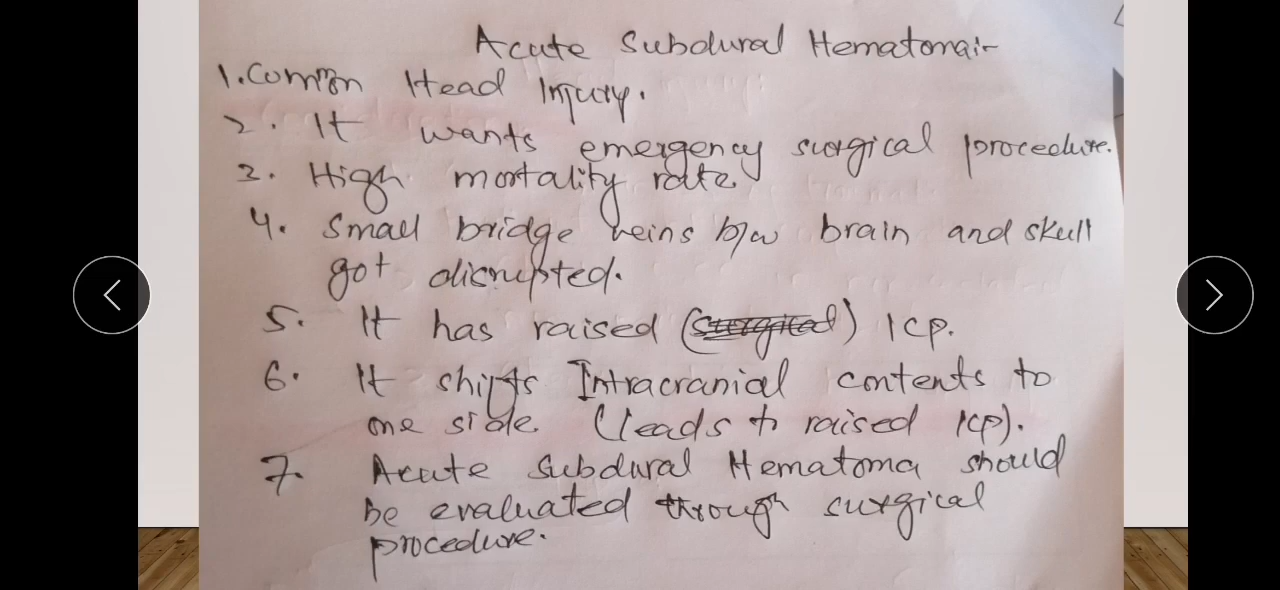 Acute Subdural Hematoma:-
1. Common Head Injury.
2. It wants emergency surgical procedure.
3. High mortality rate.
4. Small bridge veins b/w brain and skull
got disrupted.
5. It has raised (surgical) ICP.
6. It shifts Intracranial contents to
one side. (leads to raised ICP).
7. Acute Subdural Hematoma should
be evaluated through surgical
procedure.